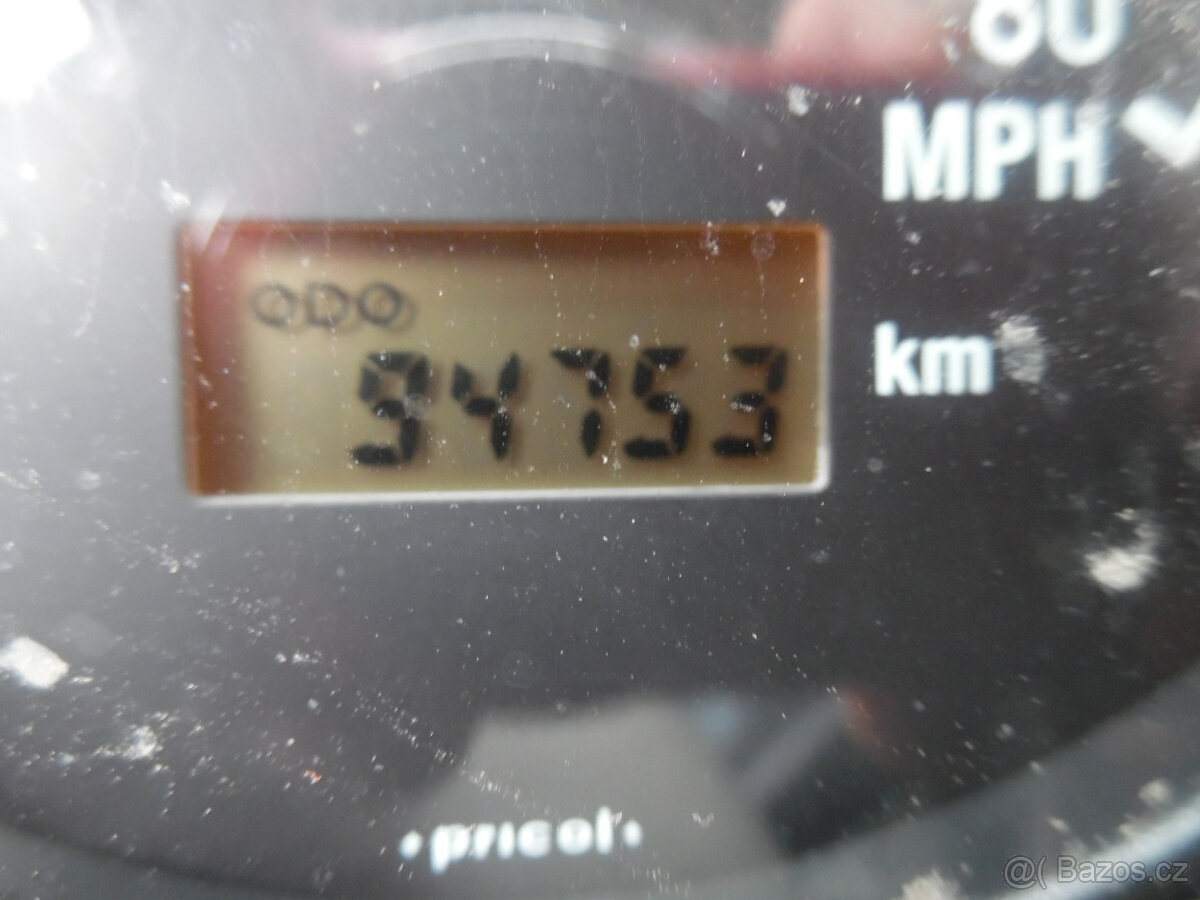 80
MPH
ODO
94753
km
pricol
@( Bazos.cz